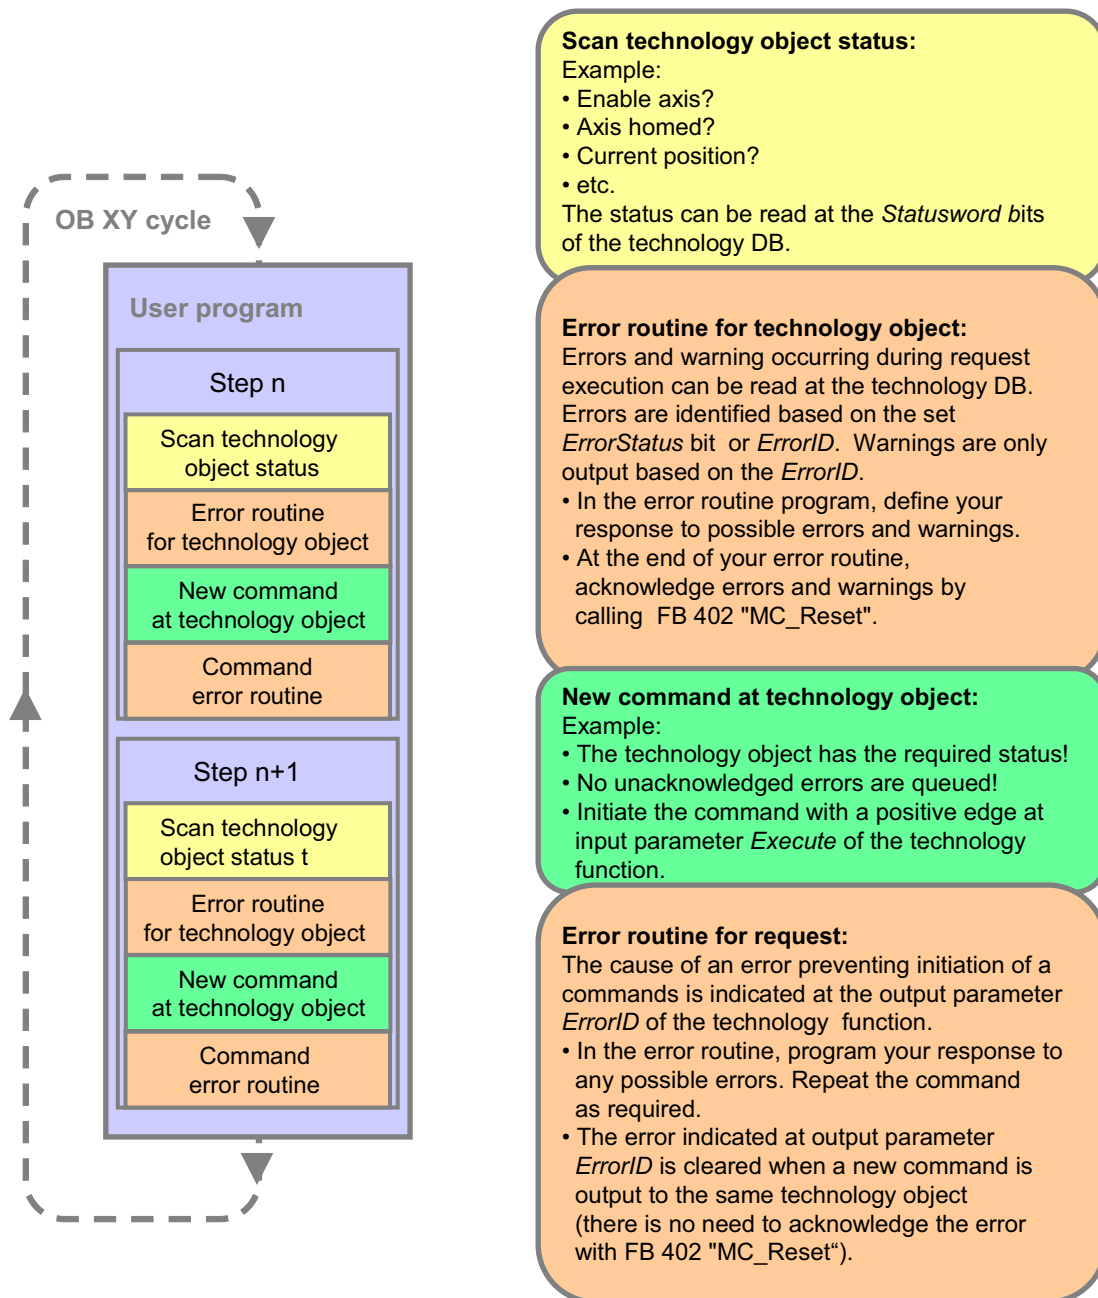 OB XY cycle
User program
Step n
Scan technology
object status
Error routine
for technology object
New command
at technology object
Command
error routine
Step n+1
Scan technology
object status t
Error routine
for technology object
New command
at technology object
Command
error routine
Scan technology object status:
Example:
• Enable axis?
• Axis homed?
• Current position?
• etc.
The status can be read at the Statusword bits
of the technology DB.
Error routine for technology object:
Errors and warning occurring during request
execution can be read at the technology DB.
Errors are identified based on the set
ErrorStatus bit or ErrorID. Warnings are only
output based on the ErrorID.
• In the error routine program, define your
response to possible errors and warnings.
• At the end of your error routine,
acknowledge errors and warnings by
calling FB 402 "MC_Reset".
New command at technology object:
Example:
• The technology object has the required status!
• No unacknowledged errors are queued!
• Initiate the command with a positive edge at
input parameter Execute of the technology
function.
Error routine for request:
The cause of an error preventing initiation of a
commands is indicated at the output parameter
ErrorID of the technology function.
• In the error routine, program your response to
any possible errors. Repeat the command
as required.
• The error indicated at output parameter
ErrorID is cleared when a new command is
output to the same technology object
(there is no need to acknowledge the error
with FB 402 "MC_Reset“).